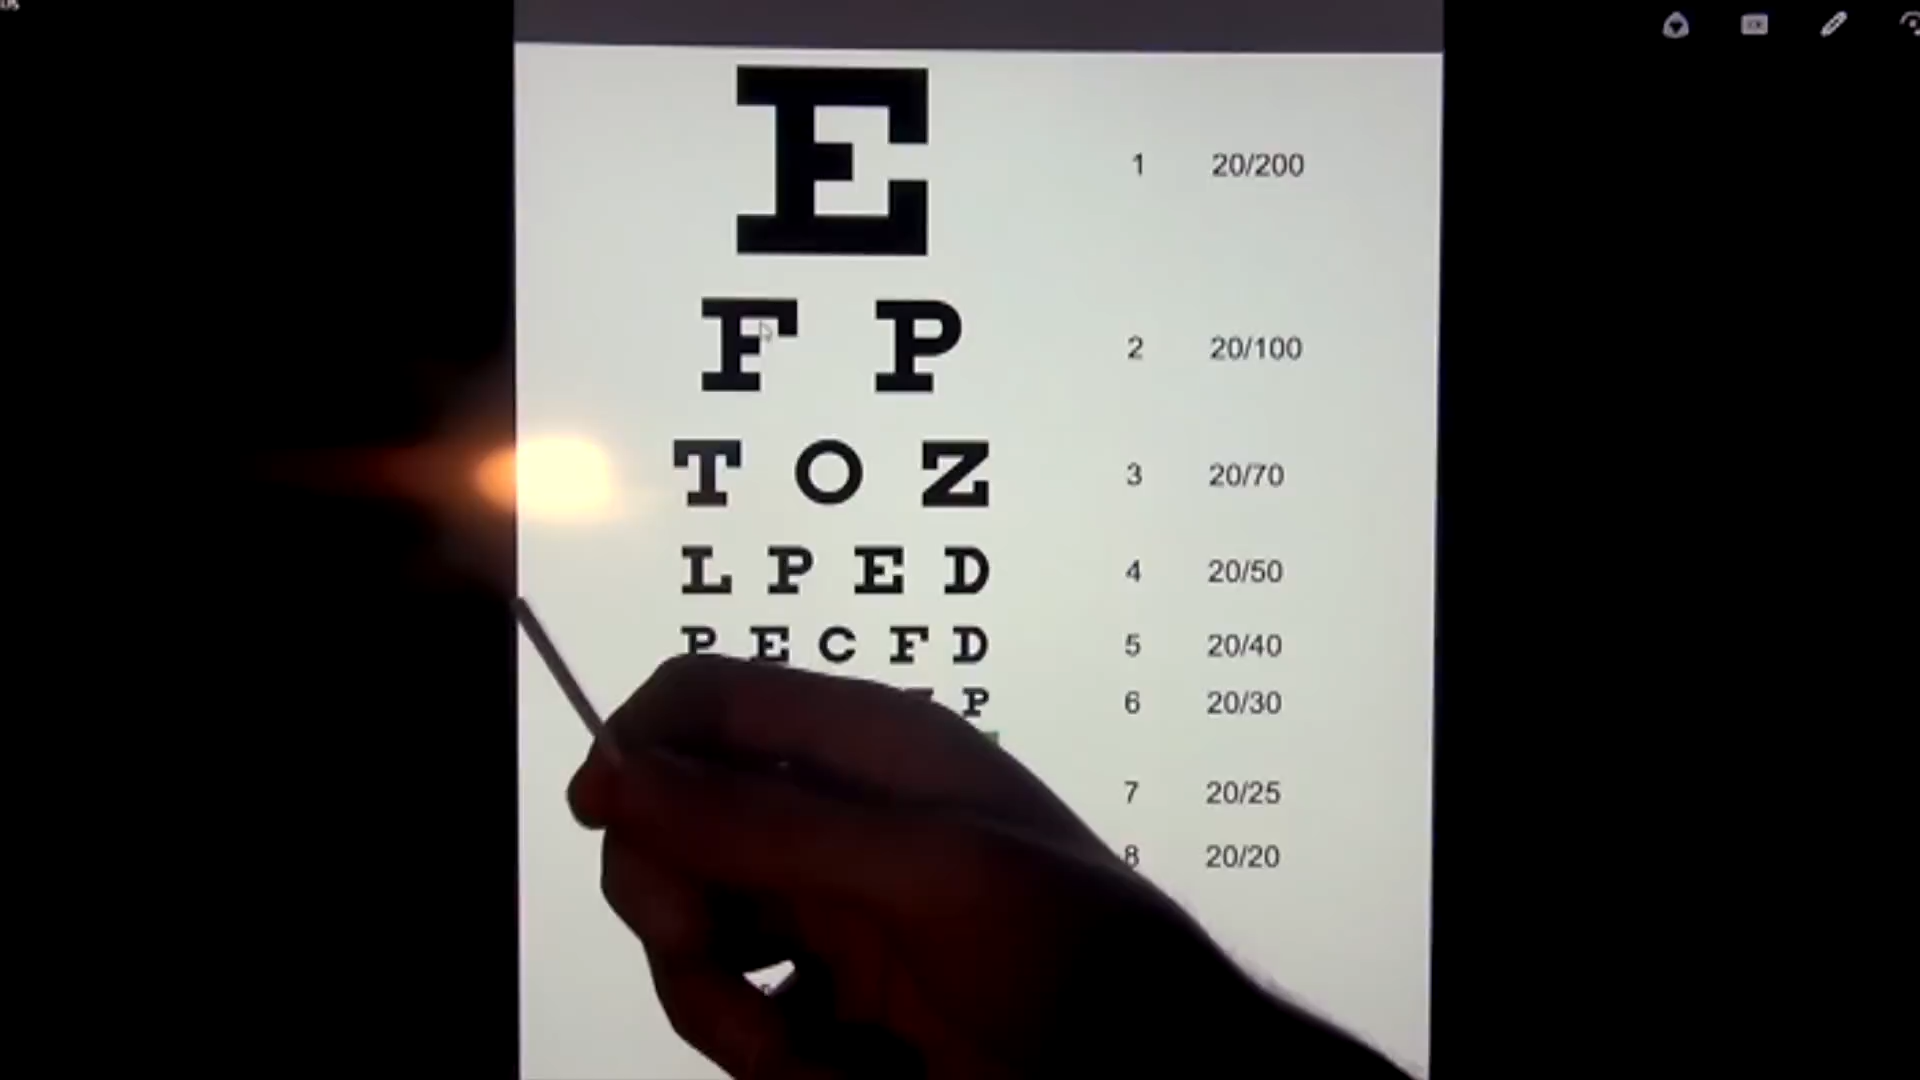 E 1 20/200
F P 2 20/100
T O Z 3 20/70
L P E D 4 20/50
P E C F D 5 20/40
P 6 20/30
7 20/25
8 20/20